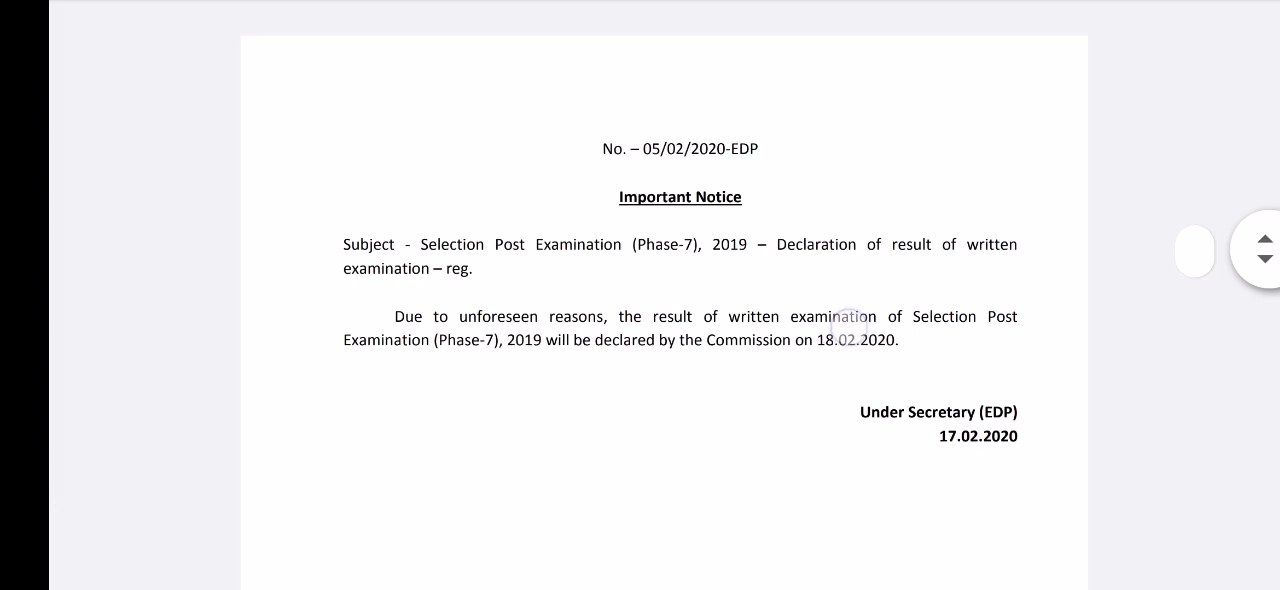 No. – 05/02/2020-EDP
Important Notice
Subject - Selection Post Examination (Phase-7), 2019 – Declaration of result of written
examination – reg.
Due to unforeseen reasons, the result of written examination of Selection Post
Examination (Phase-7), 2019 will be declared by the Commission on 18.02.2020.
Under Secretary (EDP)
17.02.2020